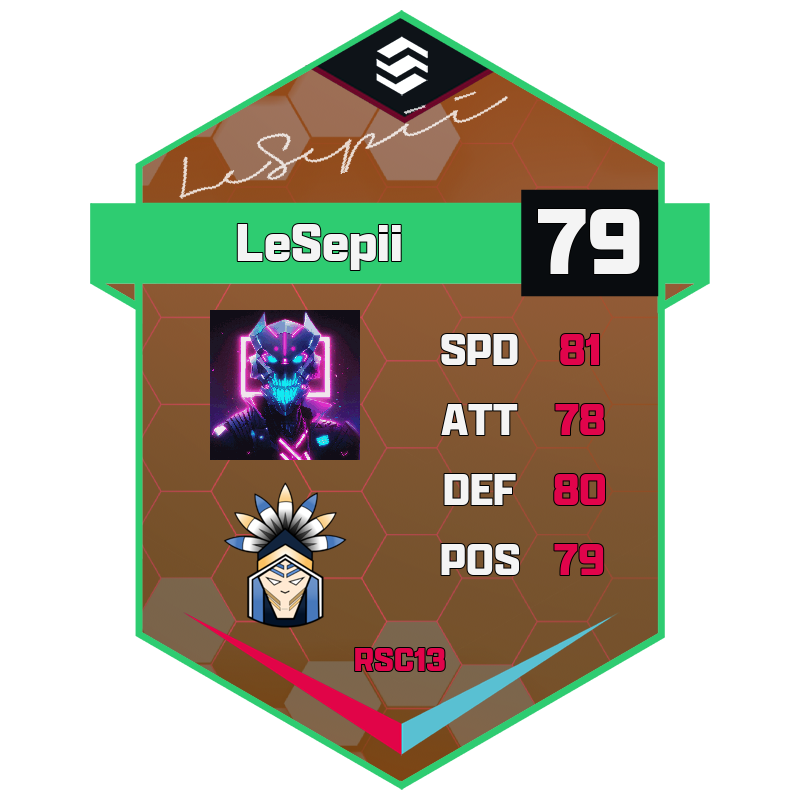 LeSepii
LeSepii 79
SPD 81
ATT 78
DEF 80
POS 79
RSC13